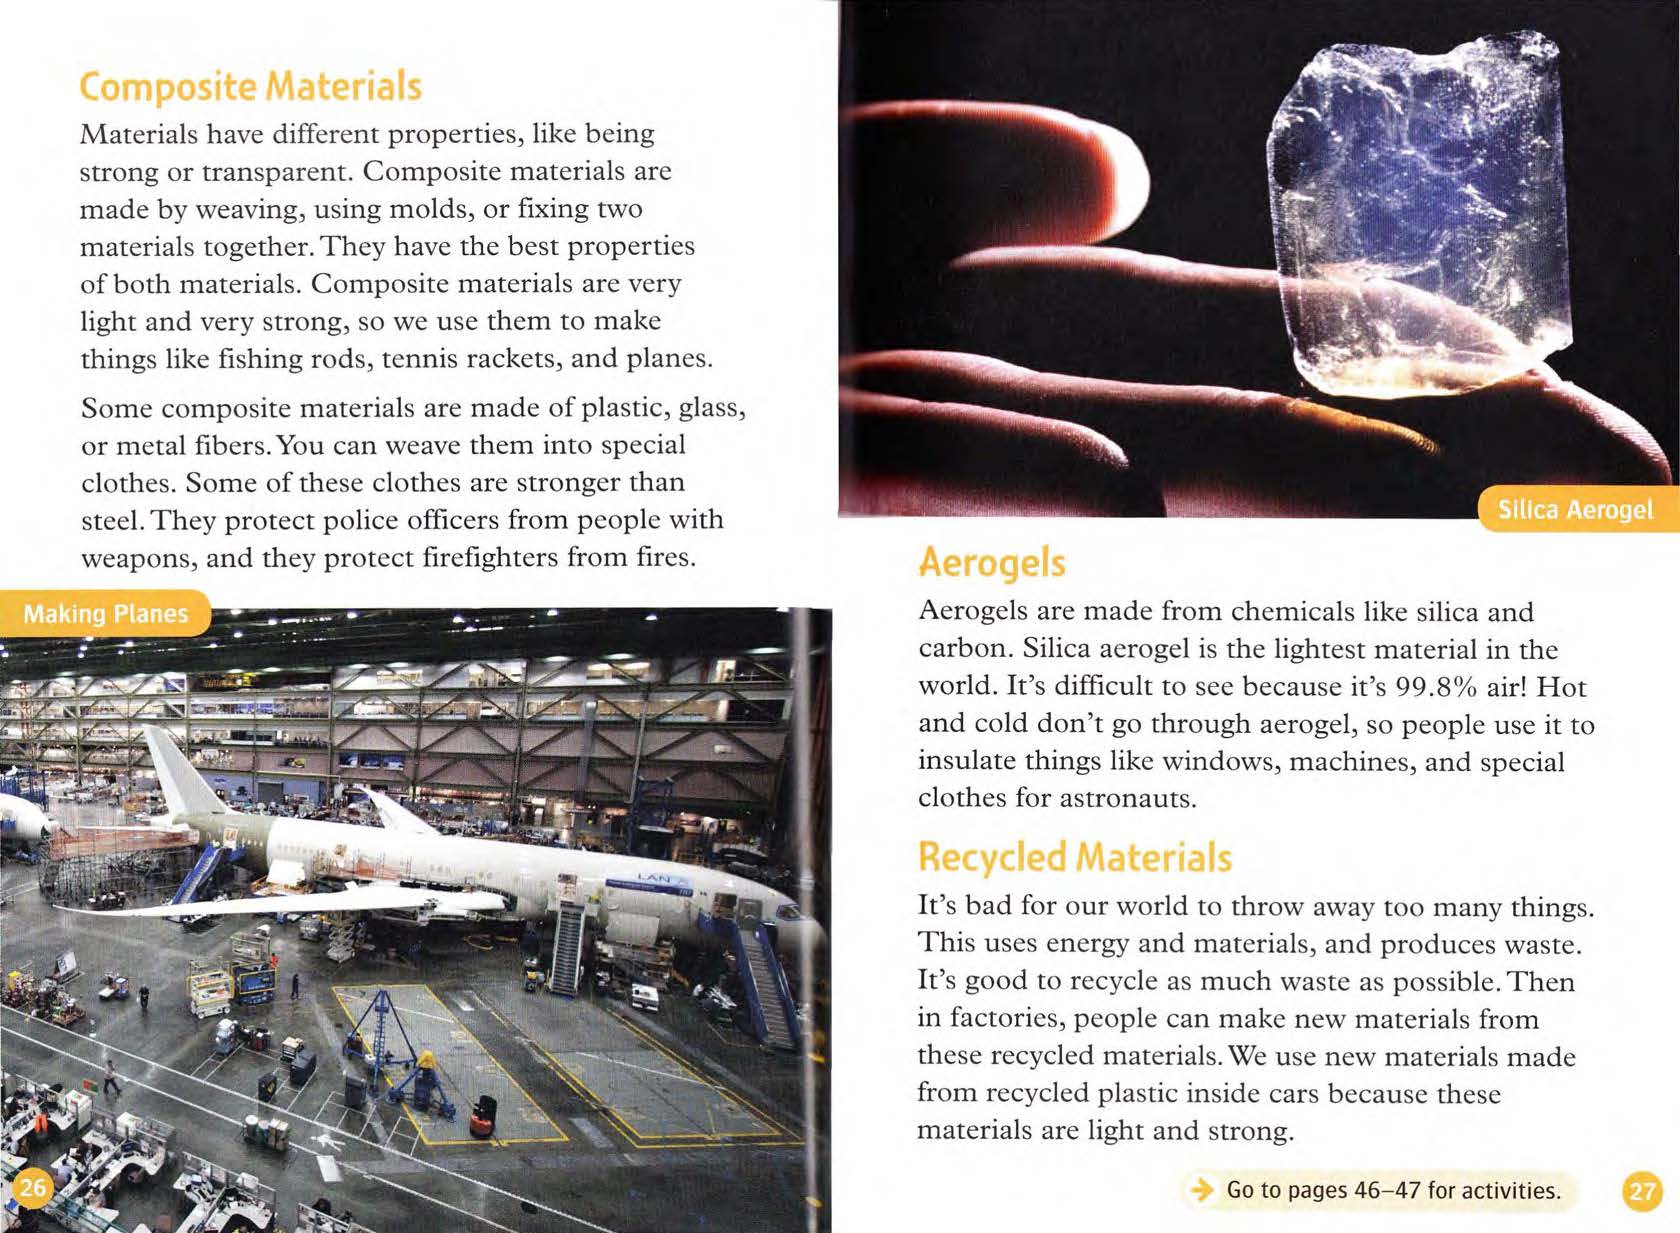 Composite Materials
Materials have different properties, like being
strong or transparent. Composite materials are
made by weaving, using molds, or fixing two
materials together. They have the best properties
of both materials. Composite materials are very
light and very strong, so we use them to make
things like fishing rods, tennis rackets, and planes.
Some composite materials are made of plastic, glass,
or metal fibers. You can weave them into special
clothes. Some of these clothes are stronger than
steel. They protect police officers from people with
weapons, and they protect firefighters from fires.
Making Planes
LAN
26
Silica Aerogel
Aerogels
Aerogels are made from chemicals like silica and
carbon. Silica aerogel is the lightest material in the
world. It's difficult to see because it's 99.8% air! Hot
and cold don't go through aerogel, so people use it to
insulate things like windows, machines, and special
clothes for astronauts.
Recycled Materials
It's bad for our world to throw away too many things.
This uses energy and materials, and produces waste.
It's good to recycle as much waste as possible. Then
in factories, people can make new materials from
these recycled materials. We use new materials made
from recycled plastic inside cars because these
materials are light and strong.
Go to pages 46–47 for activities.
27